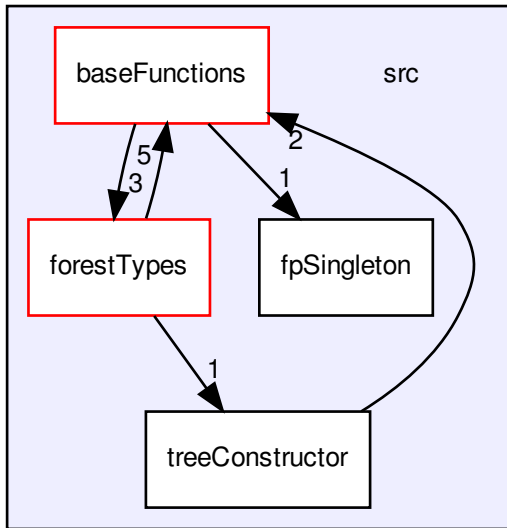 baseFunctions
src
2
5
3
1
forestTypes
fpSingleton
1
treeConstructor